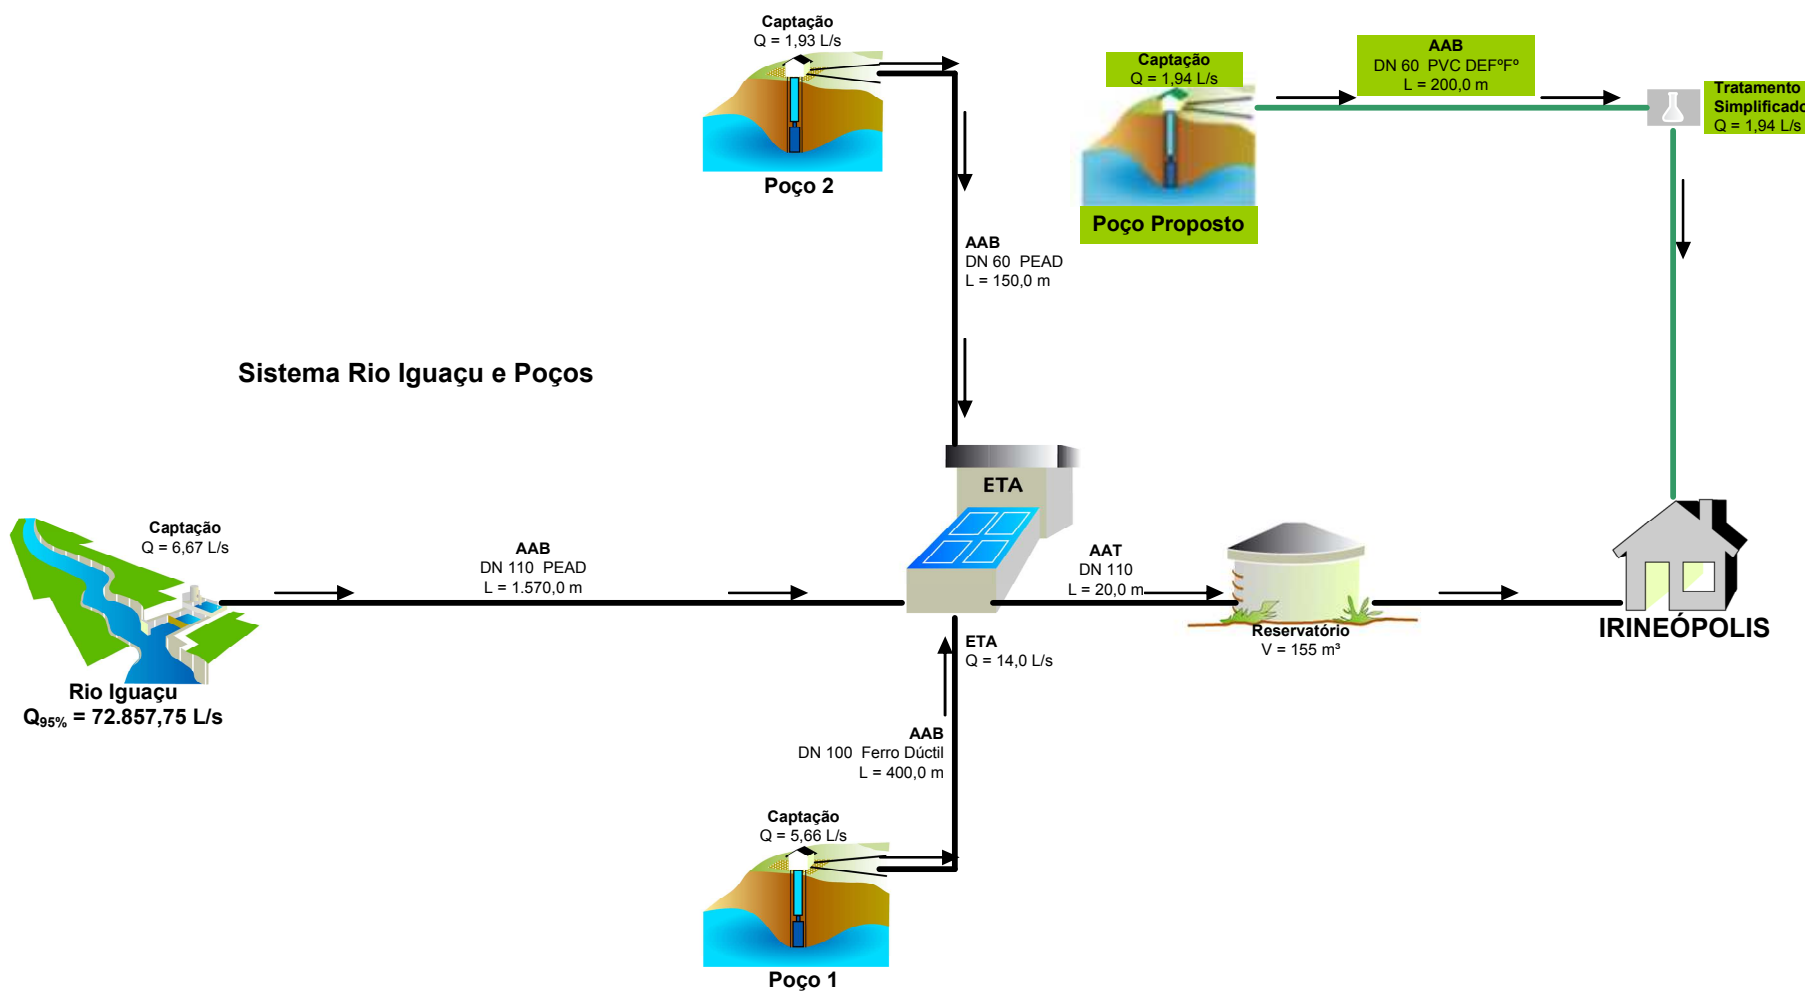 Captação
Q = 1,93 L/s
Poço 2
Captação
Q = 1,94 L/s
Poço Proposto
AAB
DN 60 PVC DEFºFº
L = 200,0 m
Tratamento
Simplificado
Q = 1,94 L/s
AAB
DN 60 PEAD
L = 150,0 m
Sistema Rio Iguaçu e Poços
ETA
Captação
Q = 6,67 L/s
AAB
DN 110 PEAD
L = 1.570,0 m
AAT
DN 110
L = 20,0 m
Reservatório
V = 155 m³
IRINEÓPOLIS
ETA
Q = 14,0 L/s
Rio Iguaçu
Q95% = 72.857,75 L/s
AAB
DN 100 Ferro Dúctil
L = 400,0 m
Captação
Q = 5,66 L/s
Poço 1